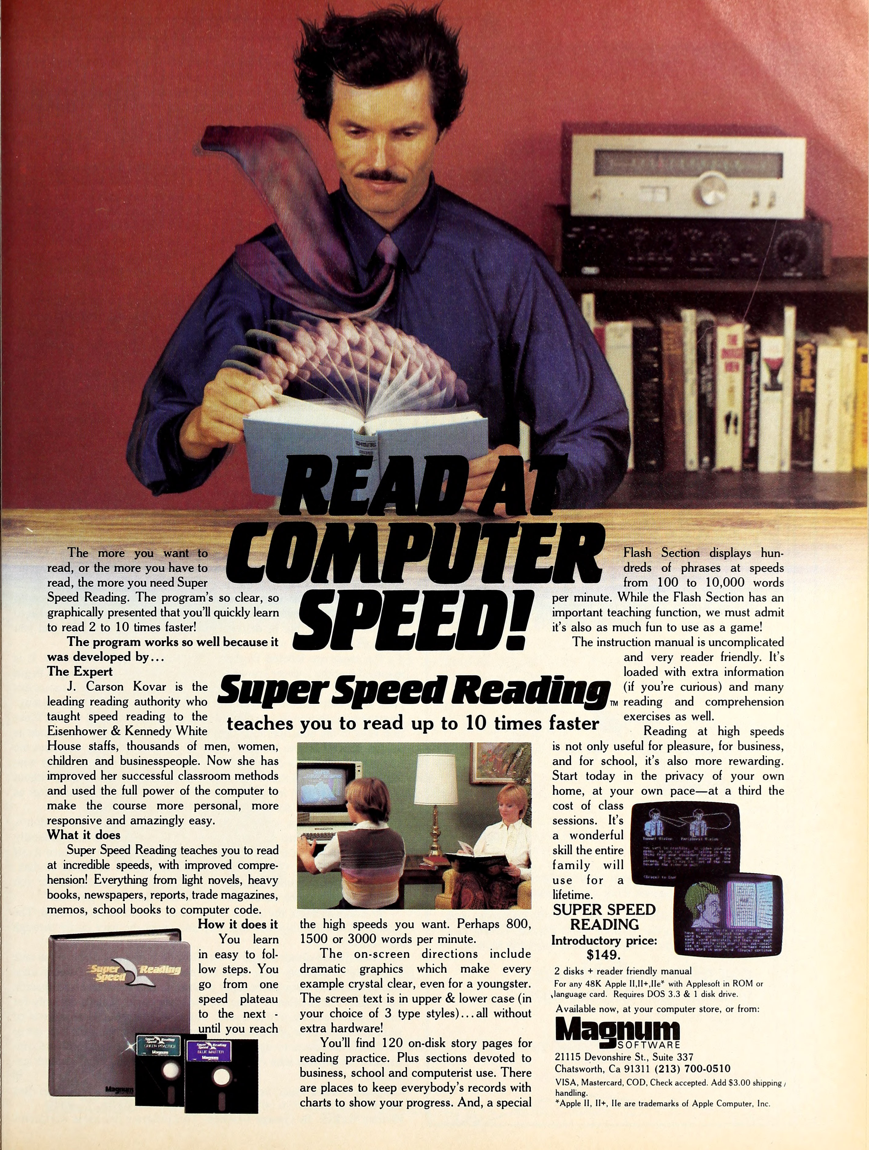 READ AT
COMPUTER
SPEED!
Super Speed Reading™
teaches you to read up to 10 times faster
The more you want to
read, or the more you have to
read, the more you need Super
Speed Reading. The program's so clear, so
graphically presented that you'll quickly learn
to read 2 to 10 times faster!
The program works so well because it
was developed by...
The Expert
J. Carson Kovar is the
leading reading authority who
taught speed reading to the
Eisenhower & Kennedy White
House staffs, thousands of men, women,
children and businesspeople. Now she has
improved her successful classroom methods
and used the full power of the computer to
make the course more personal, more
responsive and amazingly easy.
What it does
Super Speed Reading teaches you to read
at incredible speeds, with improved compre-
hension! Everything from light novels, heavy
books, newspapers, reports, trade magazines,
memos, school books to computer code.
How it does it
You learn
in easy to fol-
low steps. You
go from one
speed plateau
to the next -
until you reach
Super
Speed Reading
Magnum
the high speeds you want. Perhaps 800,
1500 or 3000 words per minute.
The on-screen directions include
dramatic graphics which make every
example crystal clear, even for a youngster.
The screen text is in upper & lower case (in
your choice of 3 type styles)...all without
extra hardware!
You'll find 120 on-disk story pages for
reading practice. Plus sections devoted to
business, school and computerist use. There
are places to keep everybody's records with
charts to show your progress. And, a special
Flash Section displays hun-
dreds of phrases at speeds
from 100 to 10,000 words
per minute. While the Flash Section has an
important teaching function, we must admit
it's also as much fun to use as a game!
The instruction manual is uncomplicated
and very reader friendly. It's
loaded with extra information
(if you're curious) and many
reading and comprehension
exercises as well.
Reading at high speeds
is not only useful for pleasure, for business,
and for school, it's also more rewarding.
Start today in the privacy of your own
home, at your own pace—at a third the
cost of class
sessions. It's
a wonderful
skill the entire
family will
use for a
lifetime.
SUPER SPEED
READING
Introductory price:
$149.
2 disks + reader friendly manual
For any 48K Apple II,II+,IIe* with Applesoft in ROM or
language card. Requires DOS 3.3 & 1 disk drive.
Available now, at your computer store, or from:
Magnum
SOFTWARE
21115 Devonshire St., Suite 337
Chatsworth, Ca 91311 (213) 700-0510
VISA, Mastercard, COD, Check accepted. Add $3.00 shipping /
handling.
*Apple II, II+, IIe are trademarks of Apple Computer, Inc.